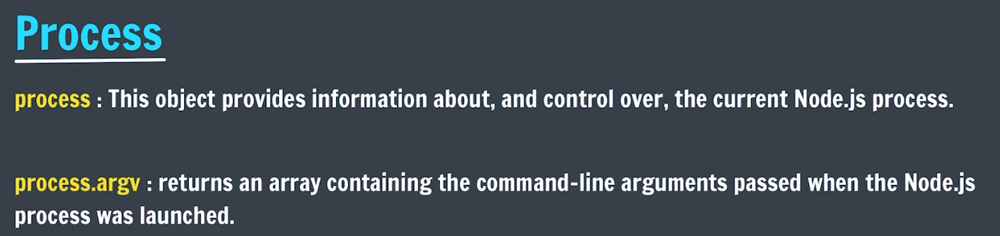 Process
process : This object provides information about, and control over, the current Node.js process.
process.argv : returns an array containing the command-line arguments passed when the Node.js
process was launched.